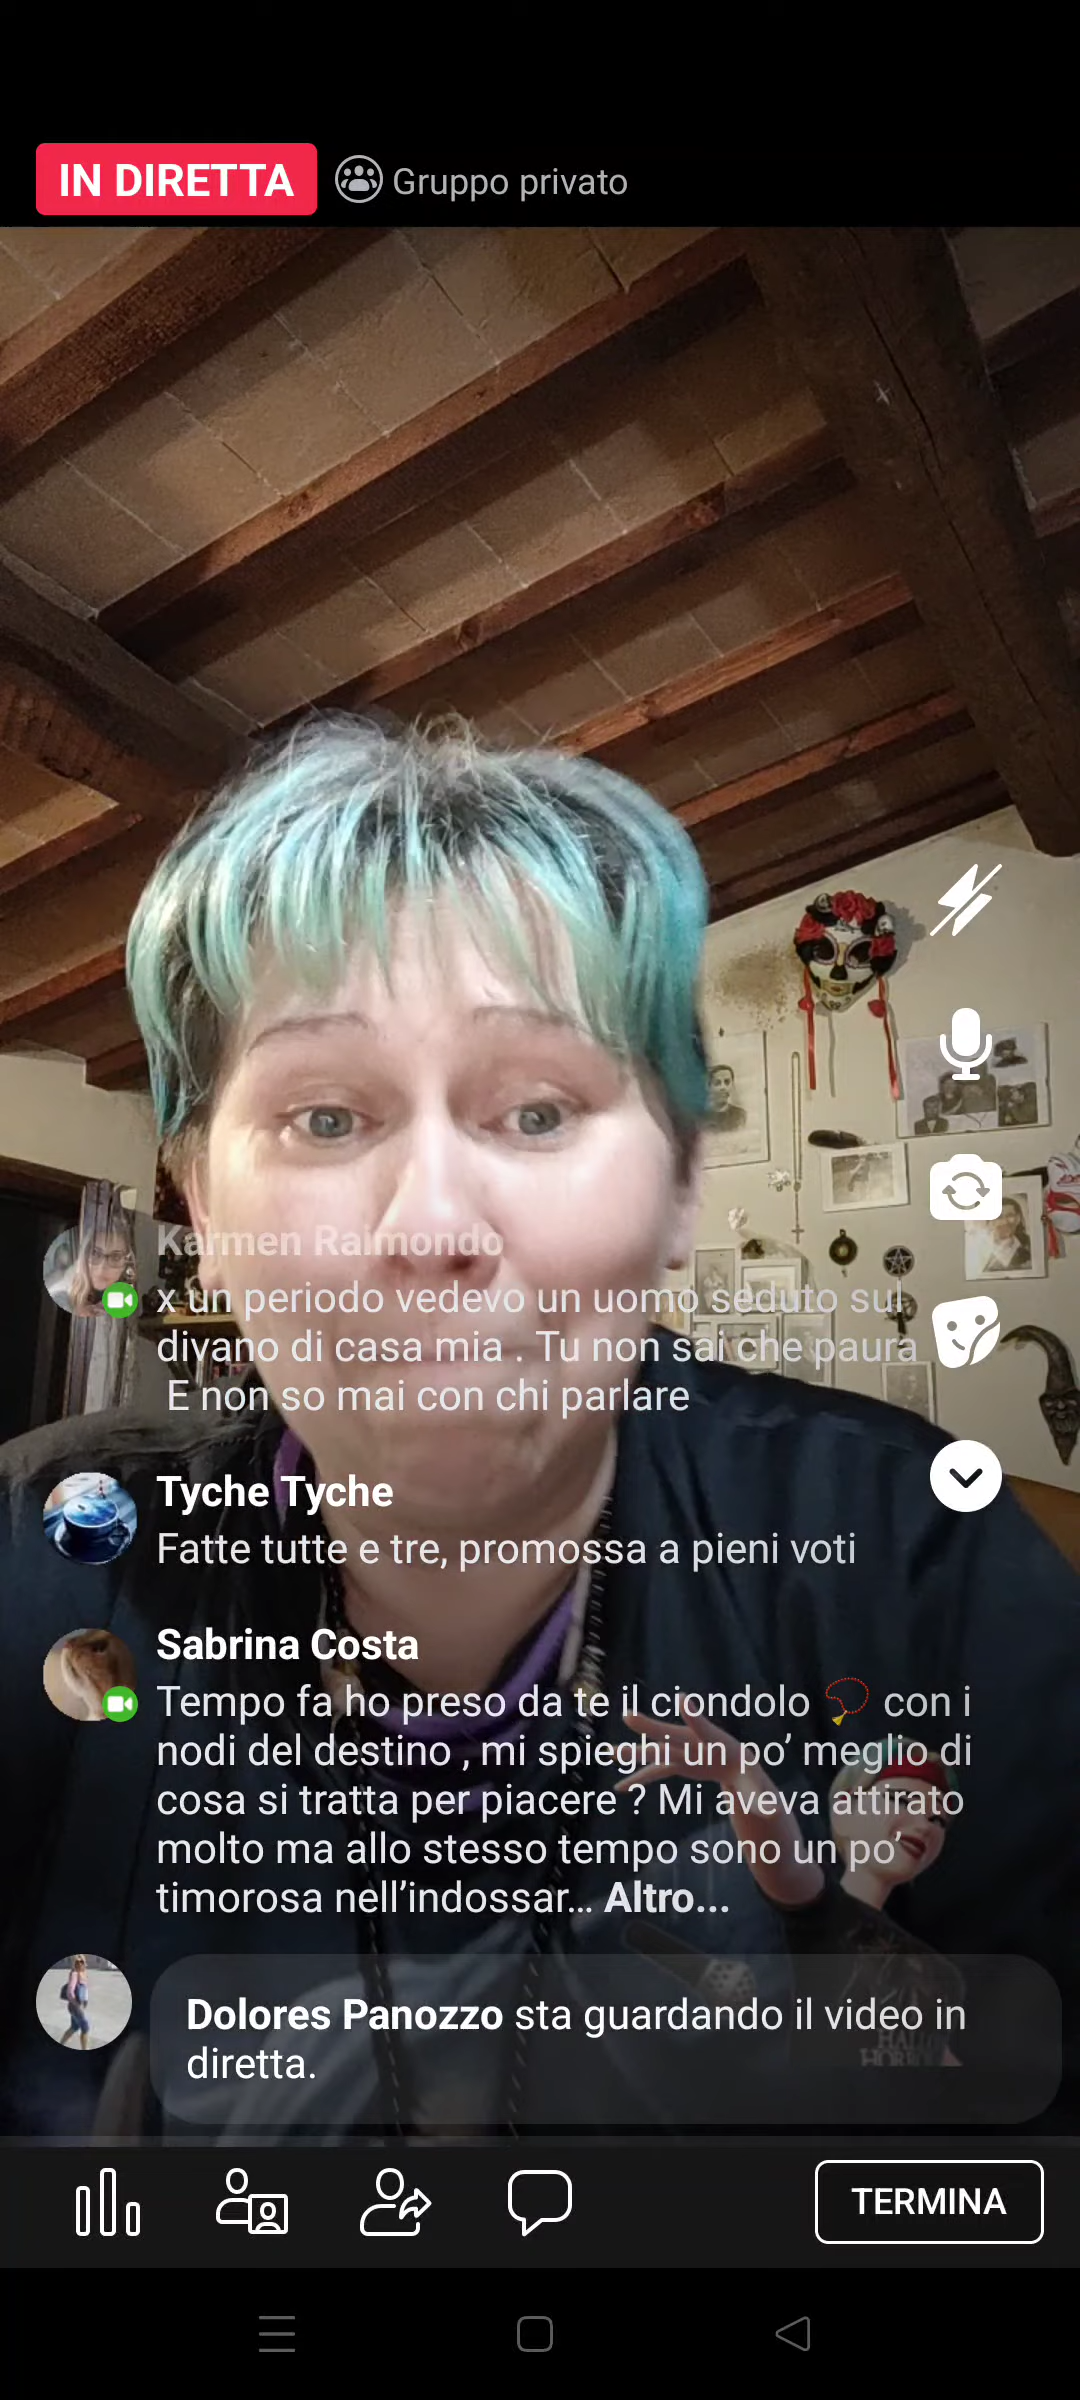 IN DIRETTA
Gruppo privato
Karmen Raimondo
x un periodo vedevo un uomo seduto sul
divano di casa mia . Tu non sai che paura
E non so mai con chi parlare
Tyche Tyche
Fatte tutte e tre, promossa a pieni voti
Sabrina Costa
Tempo fa ho preso da te il ciondolo 📿 con i
nodi del destino , mi spieghi un po’ meglio di
cosa si tratta per piacere ? Mi aveva attirato
molto ma allo stesso tempo sono un po’
timorosa nell’indossar... Altro...
Dolores Panozzo sta guardando il video in
diretta.
TERMINA